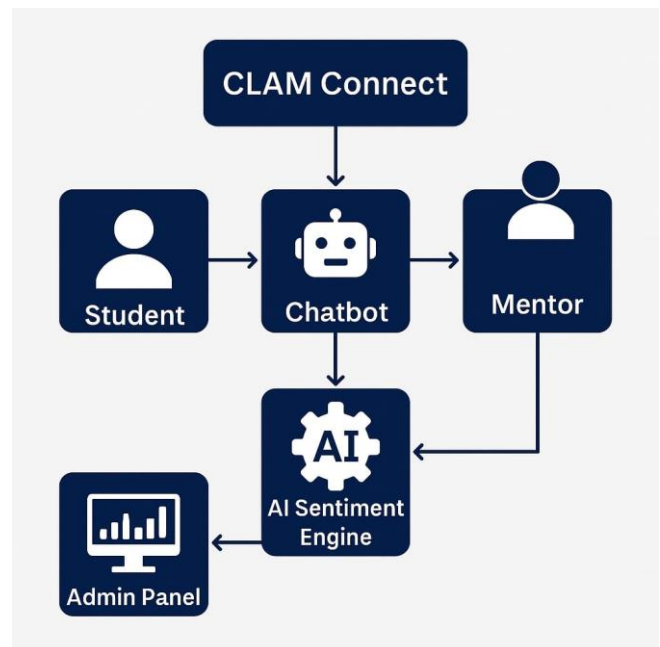 CLAM Connect
Student
Chatbot
Mentor
AI
AI Sentiment
Engine
Admin Panel